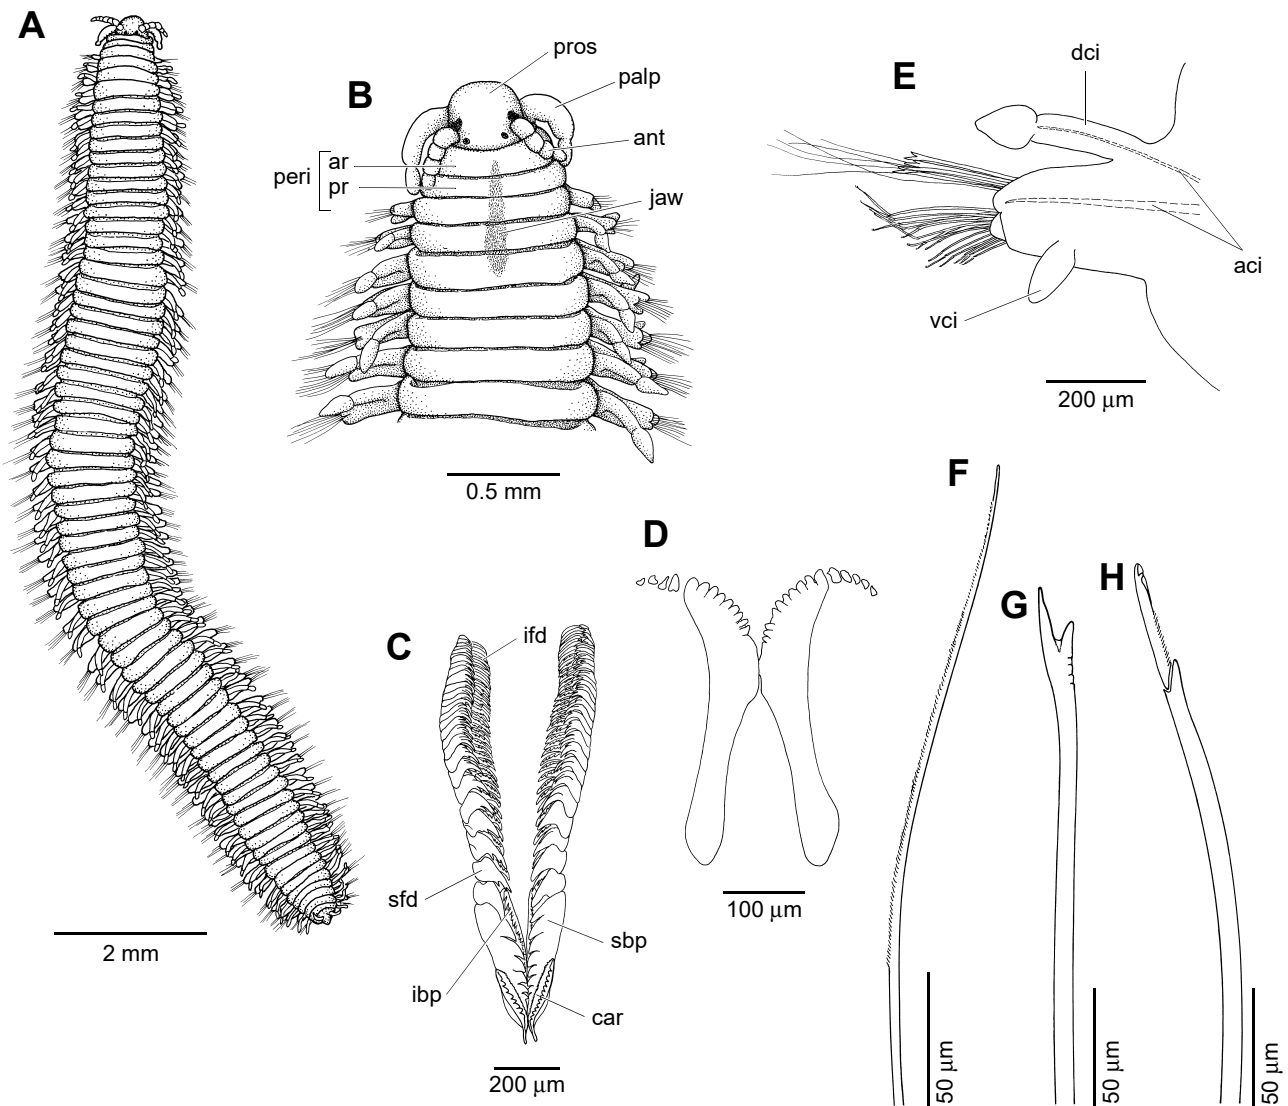 A
2 mm
B
pros
palp
ant
peri
ar
pr
jaw
0.5 mm
C
ifd
sfd
sbp
ibp
car
200 μm
D
100 μm
E
dci
aci
vci
200 μm
F
50 μm
G
50 μm
H
50 μm